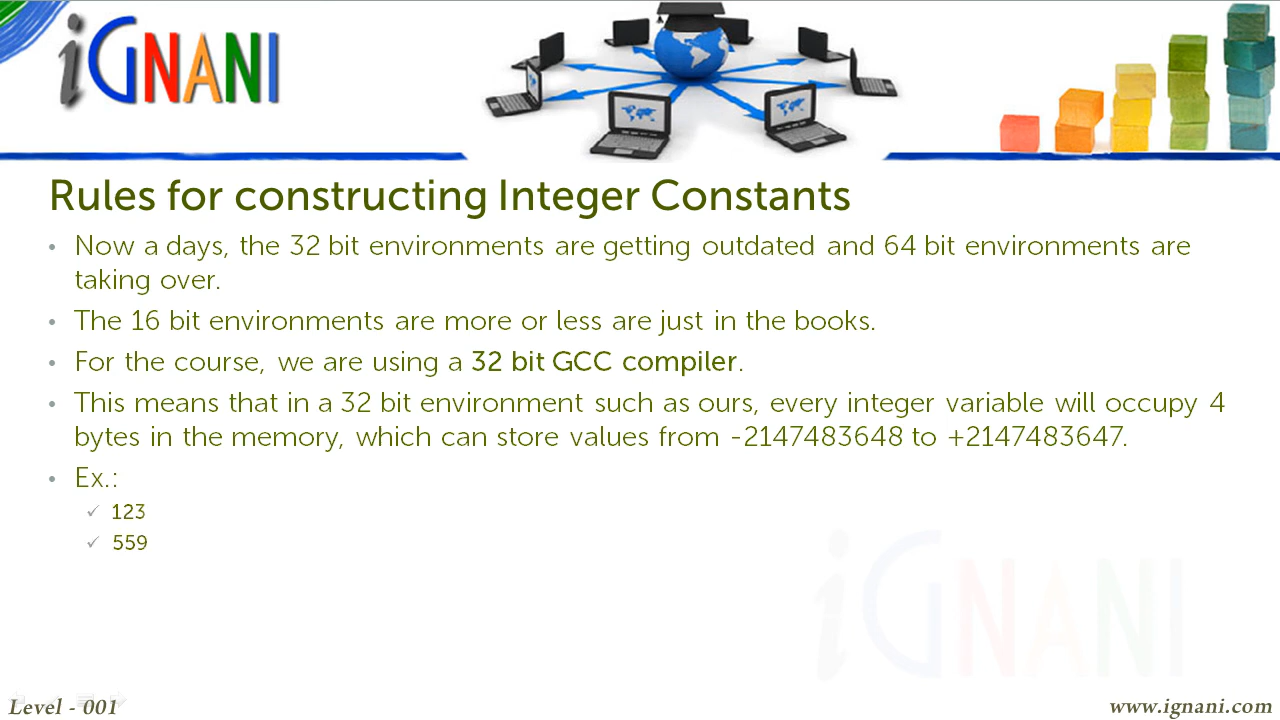 iGNANI
Rules for constructing Integer Constants
• Now a days, the 32 bit environments are getting outdated and 64 bit environments are
taking over.
• The 16 bit environments are more or less are just in the books.
• For the course, we are using a 32 bit GCC compiler.
• This means that in a 32 bit environment such as ours, every integer variable will occupy 4
bytes in the memory, which can store values from -2147483648 to +2147483647.
• Ex.:
✓ 123
✓ 559
iGNANI
Level - 001
www.ignani.com